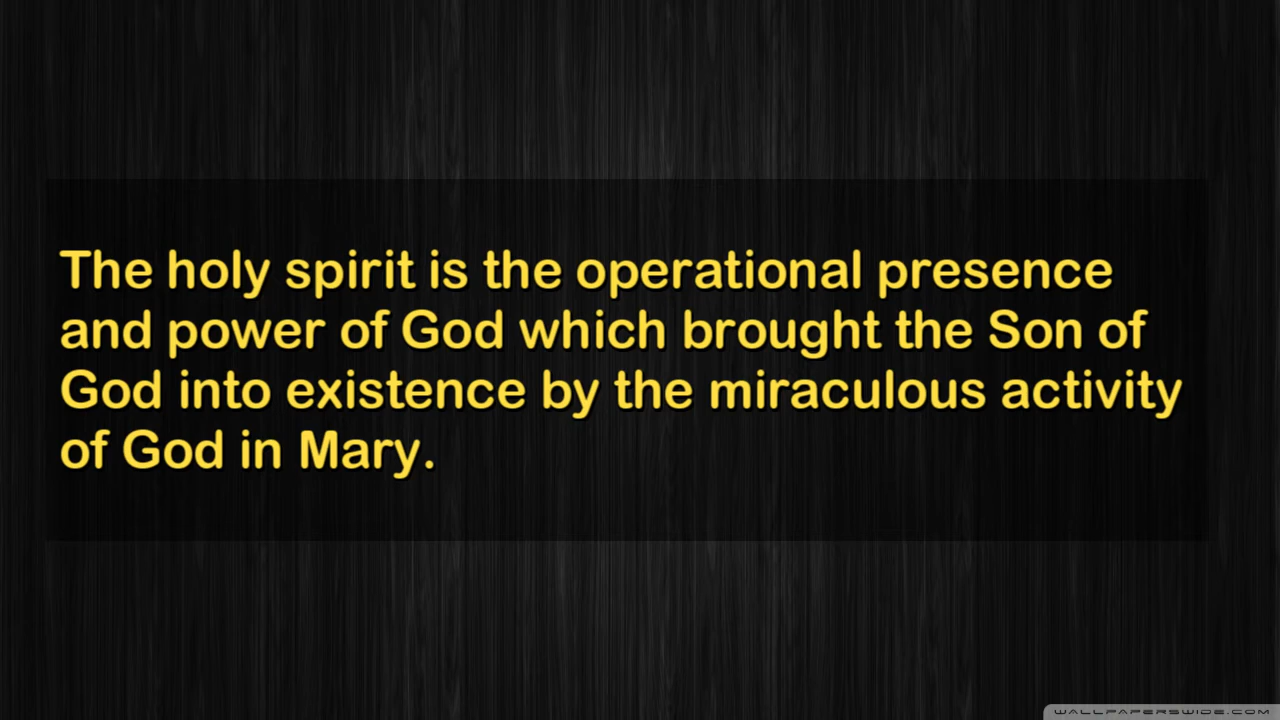 The holy spirit is the operational presence
and power of God which brought the Son of
God into existence by the miraculous activity
of God in Mary.
WALLPAPERSWIDE.COM